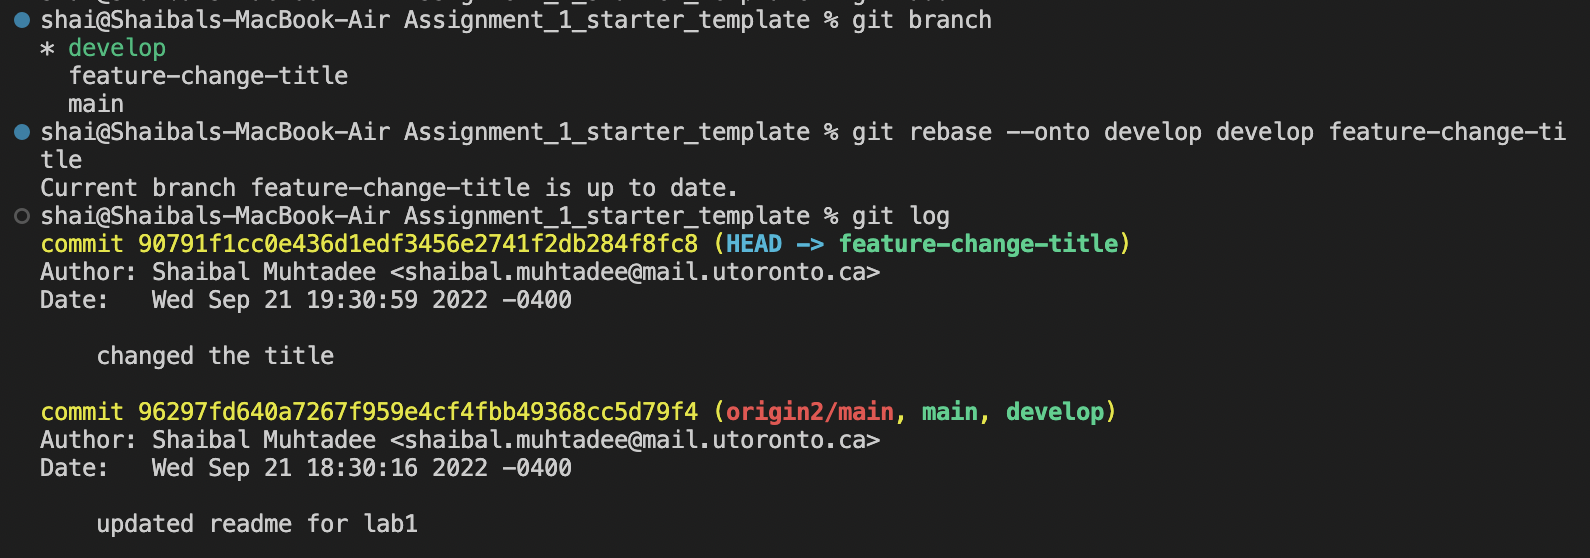 shai@Shaibals-MacBook-Air Assignment_1_starter_template % git branch
* develop
feature-change-title
main
shai@Shaibals-MacBook-Air Assignment_1_starter_template % git rebase --onto develop develop feature-change-ti
tle
Current branch feature-change-title is up to date.
shai@Shaibals-MacBook-Air Assignment_1_starter_template % git log
commit 90791f1cc0e436d1edf3456e2741f2db284f8fc8 (HEAD -> feature-change-title)
Author: Shaibal Muhtadee <shaibal.muhtadee@mail.utoronto.ca>
Date:   Wed Sep 21 19:30:59 2022 -0400
changed the title
commit 96297fd640a7267f959e4cf4fbb49368cc5d79f4 (origin2/main, main, develop)
Author: Shaibal Muhtadee <shaibal.muhtadee@mail.utoronto.ca>
Date:   Wed Sep 21 18:30:16 2022 -0400
updated readme for lab1